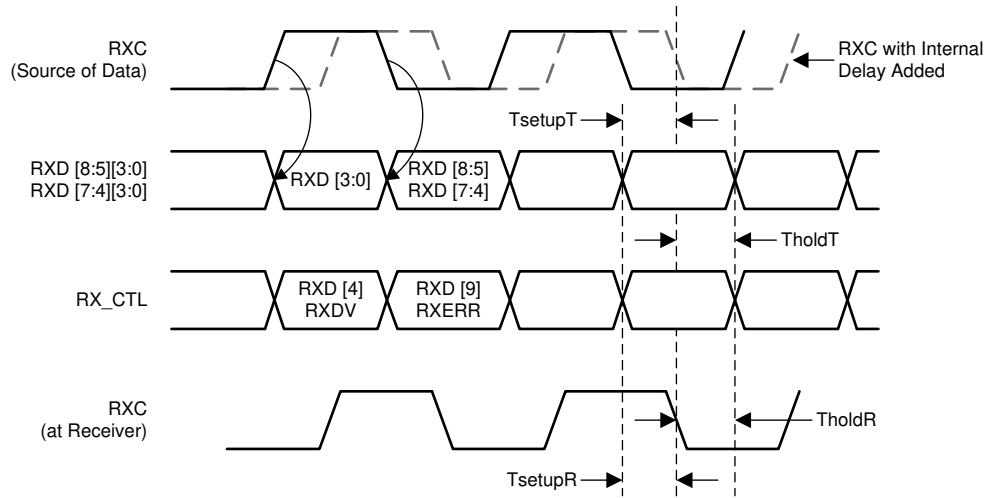 RXC
(Source of Data)
RXC with Internal
Delay Added
TsetupT
RXD [8:5][3:0]
RXD [7:4][3:0]
RXD [3:0]
RXD [8:5]
RXD [7:4]
TholdT
RX_CTL
RXD [4]
RXDV
RXD [9]
RXERR
RXC
(at Receiver)
TholdR
TsetupR